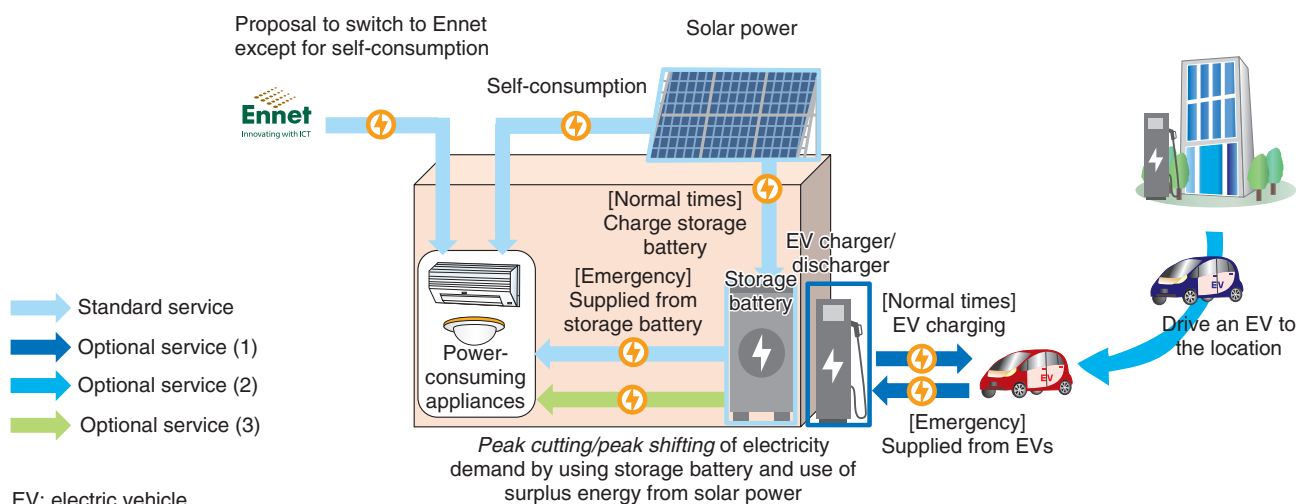 Proposal to switch to Ennet
except for self-consumption
Ennet
Innovating with ICT
Self-consumption
Solar power
[Normal times]
Charge storage
battery
EV charger/
discharger
[Emergency]
Supplied from
storage battery
Storage
battery
Power-
consuming
appliances
[Normal times]
EV charging
EV
EV
Drive an EV to
the location
[Emergency]
Supplied from EVs
Standard service
Optional service (1)
Optional service (2)
Optional service (3)
Peak cutting/peak shifting of electricity
demand by using storage battery and use of
surplus energy from solar power
EV: electric vehicle